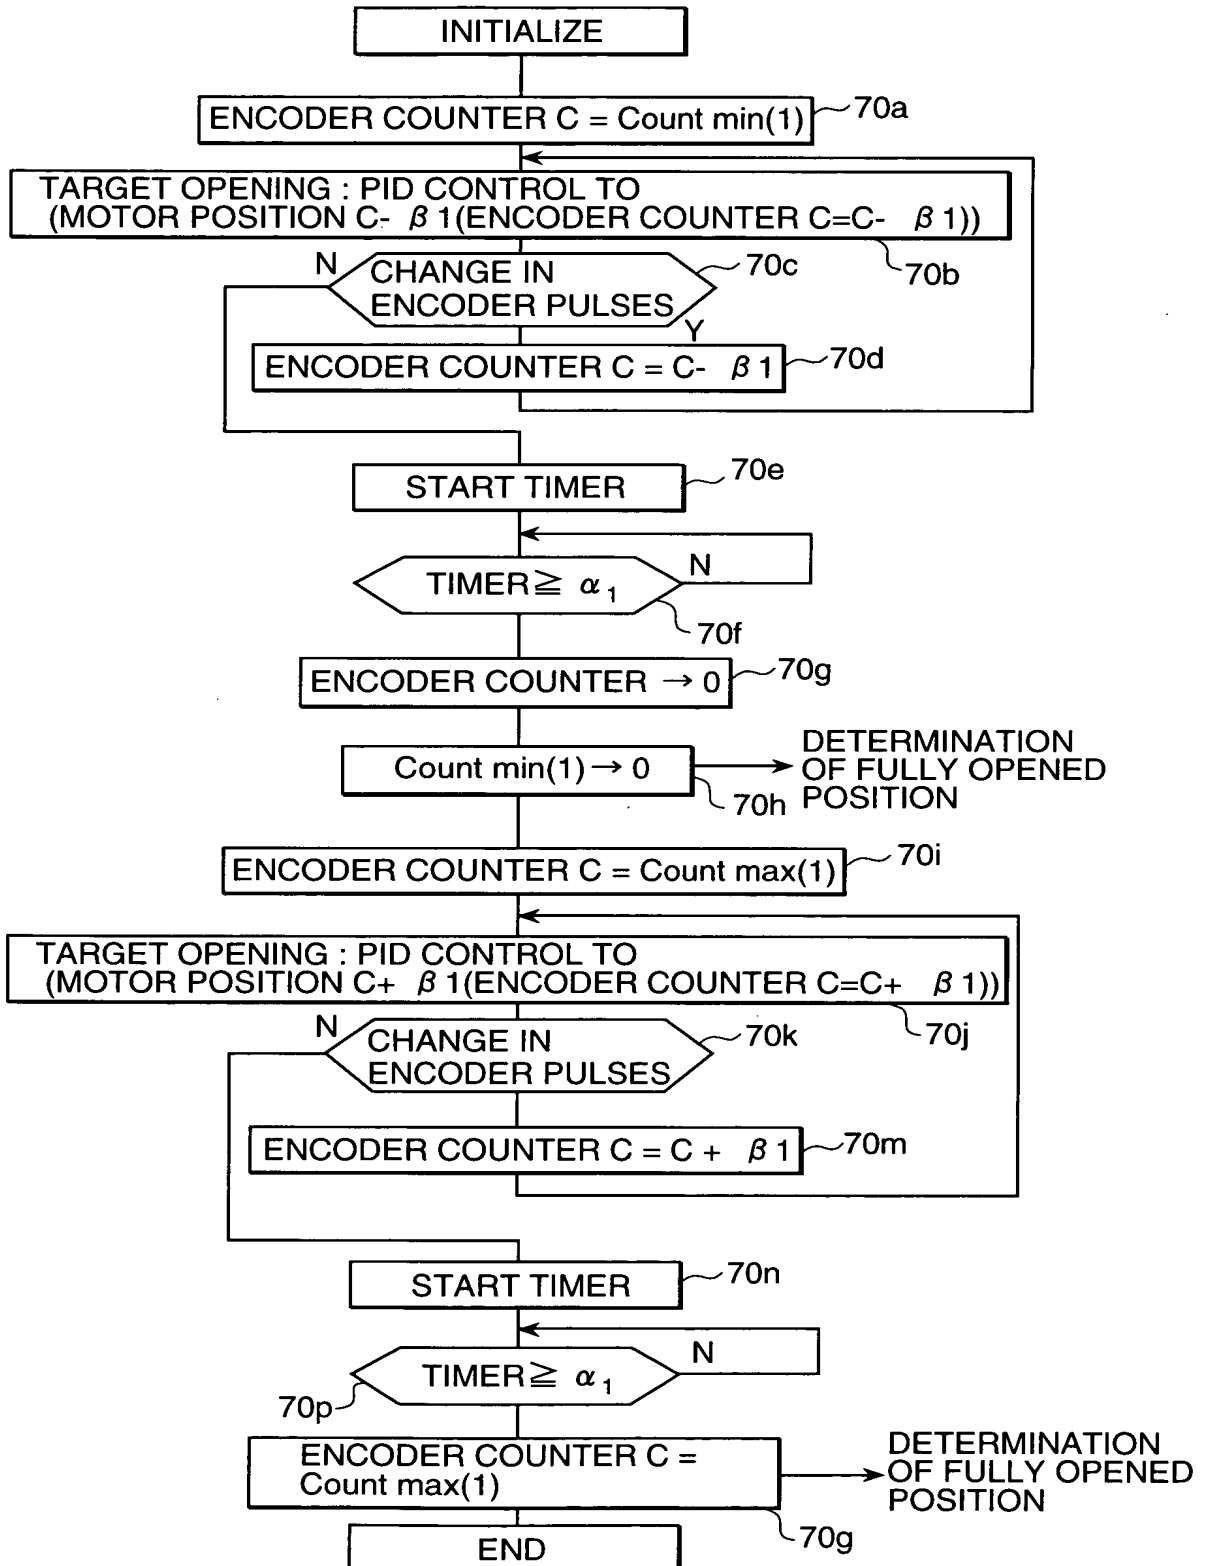 INITIALIZE
ENCODER COUNTER C = Count min(1)
70a
TARGET OPENING : PID CONTROL TO
(MOTOR POSITION C- β1(ENCODER COUNTER C=C- β1))
70b
N
CHANGE IN
ENCODER PULSES
70c
Y
ENCODER COUNTER C = C- β1
70d
START TIMER
70e
TIMER≧ α1
N
70f
ENCODER COUNTER → 0
70g
Count min(1) → 0
70h
DETERMINATION
OF FULLY OPENED
POSITION
ENCODER COUNTER C = Count max(1)
70i
TARGET OPENING : PID CONTROL TO
(MOTOR POSITION C+ β1(ENCODER COUNTER C=C+ β1))
70j
N
CHANGE IN
ENCODER PULSES
70k
ENCODER COUNTER C = C + β1
70m
START TIMER
70n
TIMER≧ α1
N
70p
ENCODER COUNTER C =
Count max(1)
70g
DETERMINATION
OF FULLY OPENED
POSITION
END